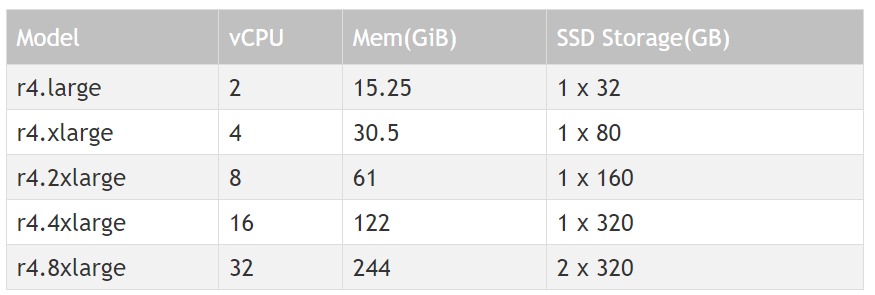 Model vCPU Mem(GiB) SSD Storage(GB)
r4.large 2 15.25 1 x 32
r4.xlarge 4 30.5 1 x 80
r4.2xlarge 8 61 1 x 160
r4.4xlarge 16 122 1 x 320
r4.8xlarge 32 244 2 x 320